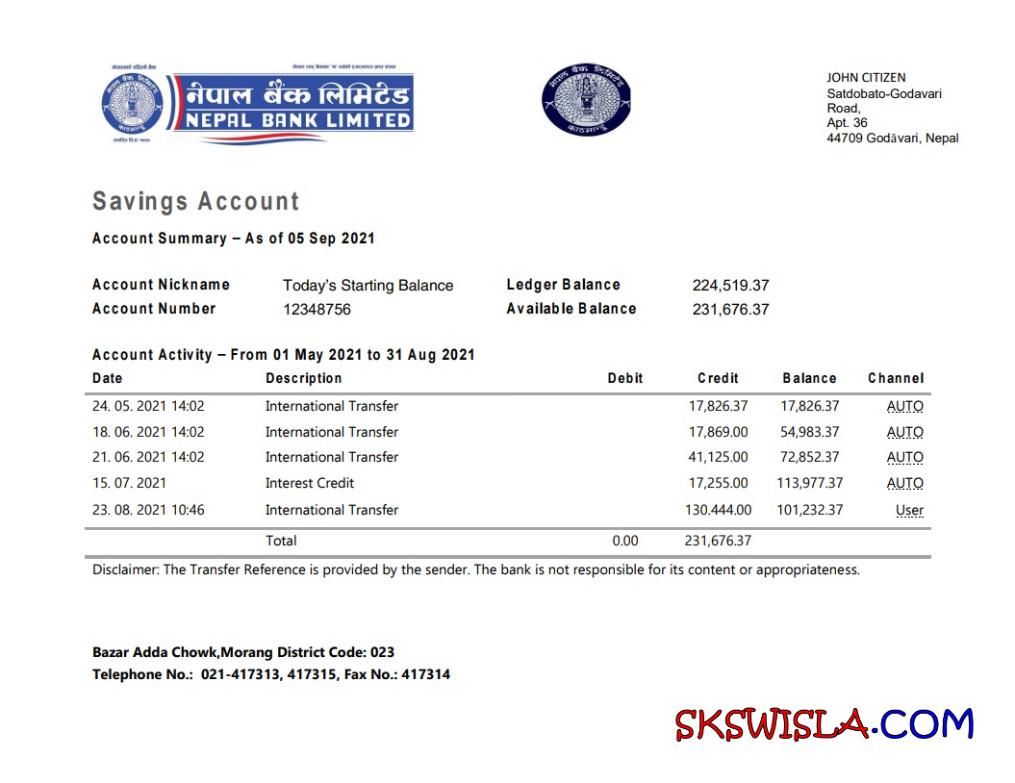 नेपाल बैंक लिमिटेड
NEPAL BANK LIMITED
JOHN CITIZEN
Satdobato-Godavari
Road,
Apt. 36
44709 Godāvari, Nepal
Savings Account
Account Summary – As of 05 Sep 2021
Account Nickname Today's Starting Balance Ledger Balance 224,519.37
Account Number 12348756 Available Balance 231,676.37
Account Activity – From 01 May 2021 to 31 Aug 2021
Date Description Debit Credit Balance Channel
24. 05. 2021 14:02 International Transfer 17,826.37 17,826.37 AUTO
18. 06. 2021 14:02 International Transfer 17,869.00 54,983.37 AUTO
21. 06. 2021 14:02 International Transfer 41,125.00 72,852.37 AUTO
15. 07. 2021 Interest Credit 17,255.00 113,977.37 AUTO
23. 08. 2021 10:46 International Transfer 130.444.00 101,232.37 User
Total 0.00 231,676.37
Disclaimer: The Transfer Reference is provided by the sender. The bank is not responsible for its content or appropriateness.
Bazar Adda Chowk,Morang District Code: 023
Telephone No.: 021-417313, 417315, Fax No.: 417314
SKSWISLA.COM